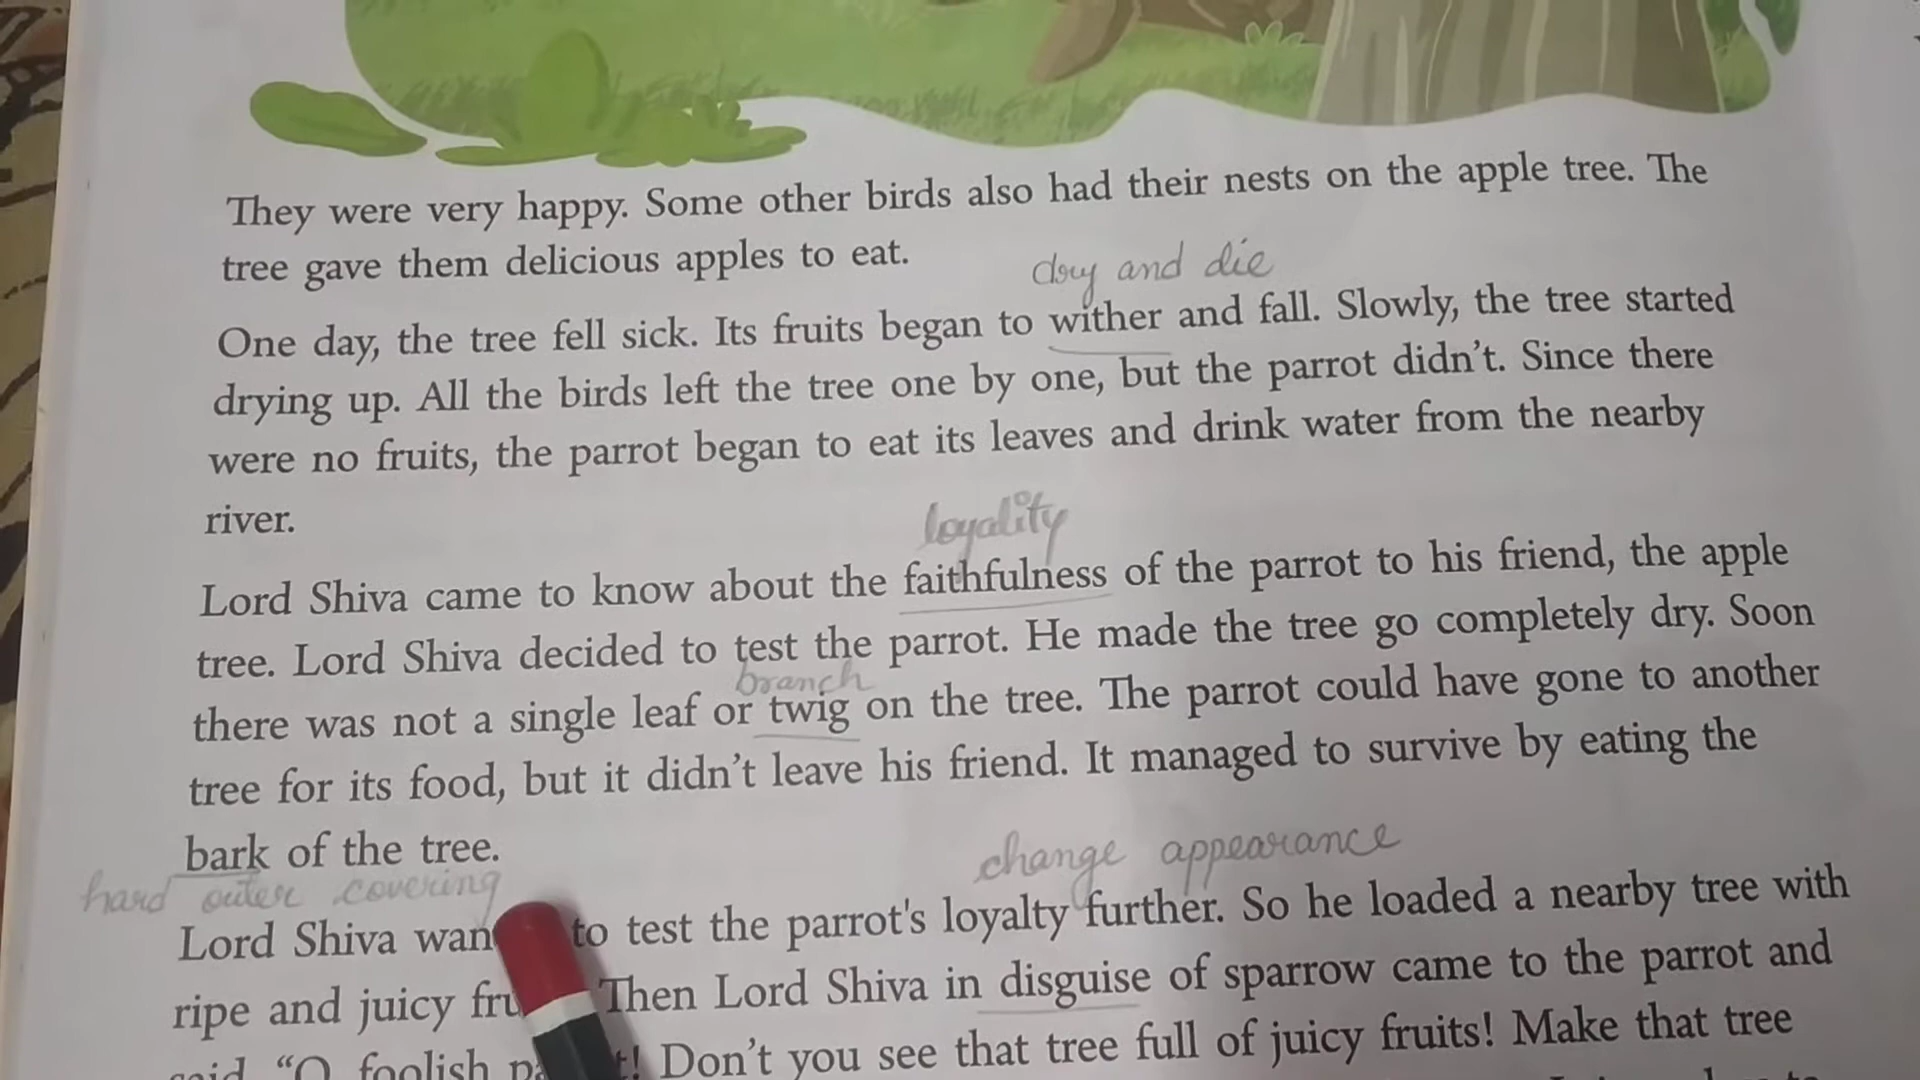 They were very happy. Some other birds also had their nests on the apple tree. The
tree gave them delicious apples to eat.
dry and die
One day, the tree fell sick. Its fruits began to wither and fall. Slowly, the tree started
drying up. All the birds left the tree one by one, but the parrot didn't. Since there
were no fruits, the parrot began to eat its leaves and drink water from the nearby
river.
loyality
Lord Shiva came to know about the faithfulness of the parrot to his friend, the apple
tree. Lord Shiva decided to test the parrot. He made the tree go completely dry. Soon
branch
there was not a single leaf or twig on the tree. The parrot could have gone to another
tree for its food, but it didn't leave his friend. It managed to survive by eating the
bark of the tree.
change appearance
hard outer covering
Lord Shiva wan to test the parrot's loyalty further. So he loaded a nearby tree with
ripe and juicy fru Then Lord Shiva in disguise of sparrow came to the parrot and
said, "O foolish p t! Don't you see that tree full of juicy fruits! Make that tree